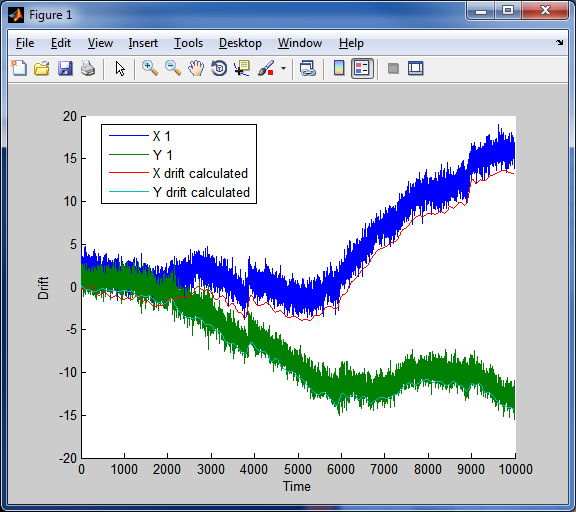 Figure 1
File Edit View Insert Tools Desktop Window Help
20
15
10
5
0
-5
-10
-15
-20
Drift
X 1
Y 1
X drift calculated
Y drift calculated
0 1000 2000 3000 4000 5000 6000 7000 8000 9000 10000
Time